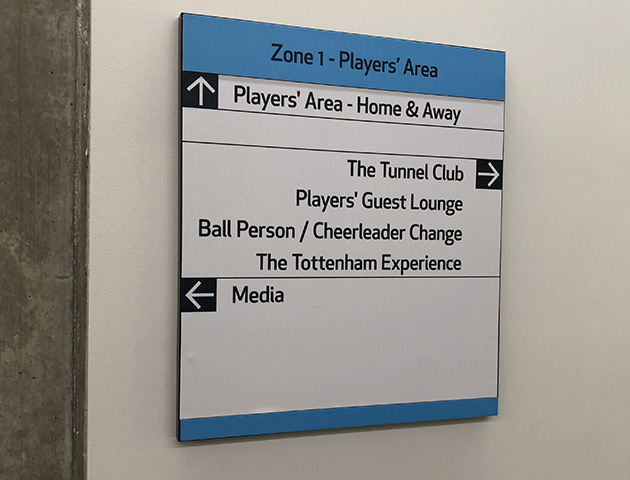 Zone 1 - Players’ Area
Players' Area - Home & Away
The Tunnel Club
Players' Guest Lounge
Ball Person / Cheerleader Change
The Tottenham Experience
Media